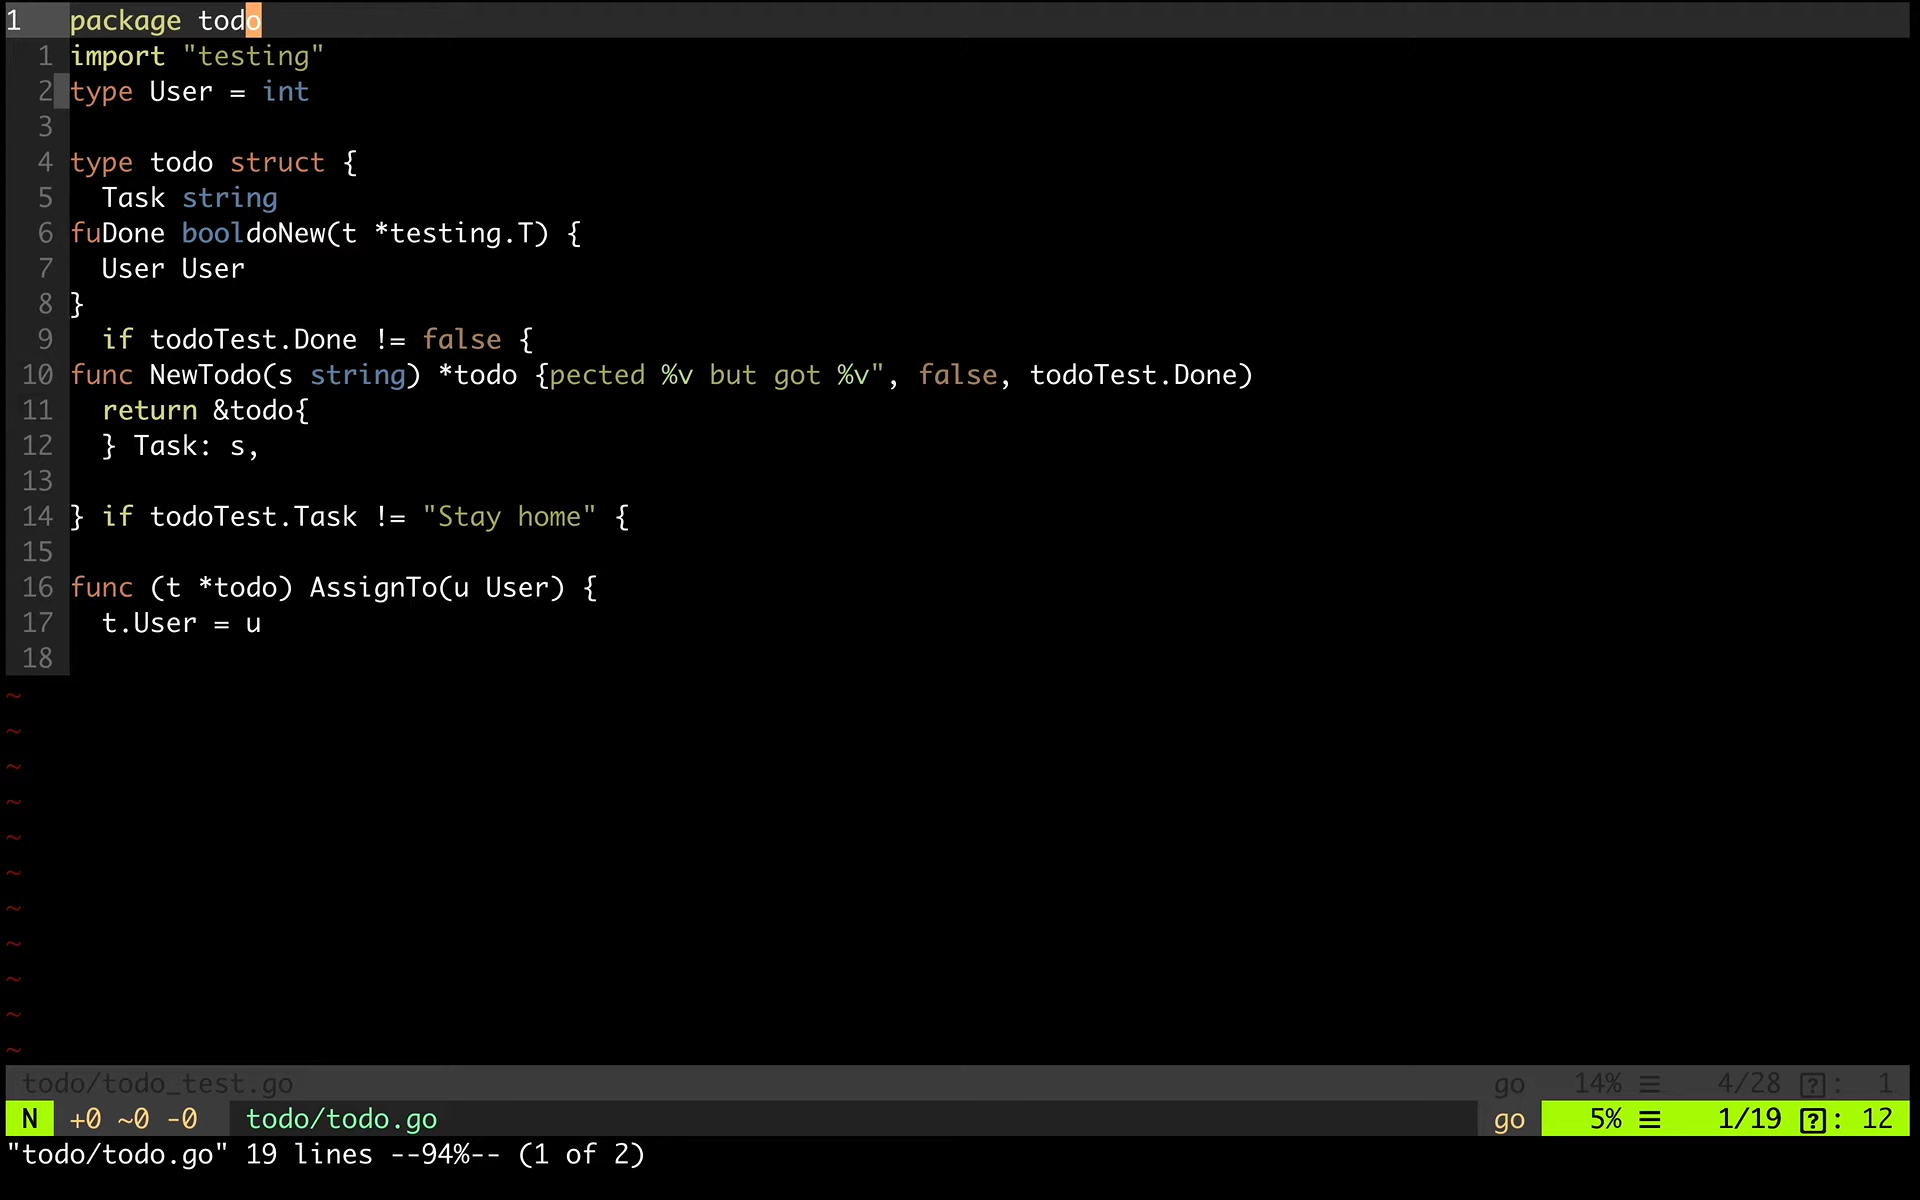 1 package todo
1 import "testing"
2 type User = int
3
4 type todo struct {
5 Task string
6 fuDone booldoNew(t *testing.T) {
7 User User
8 }
9 if todoTest.Done != false {
10 func NewTodo(s string) *todo {pected %v but got %v", false, todoTest.Done)
11 return &todo{
12 } Task: s,
13
14 } if todoTest.Task != "Stay home" {
15
16 func (t *todo) AssignTo(u User) {
17 t.User = u
18
~
~
~
~
~
~
~
~
~
~
~
todo/todo_test.go go 14% ☰ 4/28 [?]: 1
N +0 ~0 -0 todo/todo.go go 5% ☰ 1/19 [?]: 12
"todo/todo.go" 19 lines --94%-- (1 of 2)